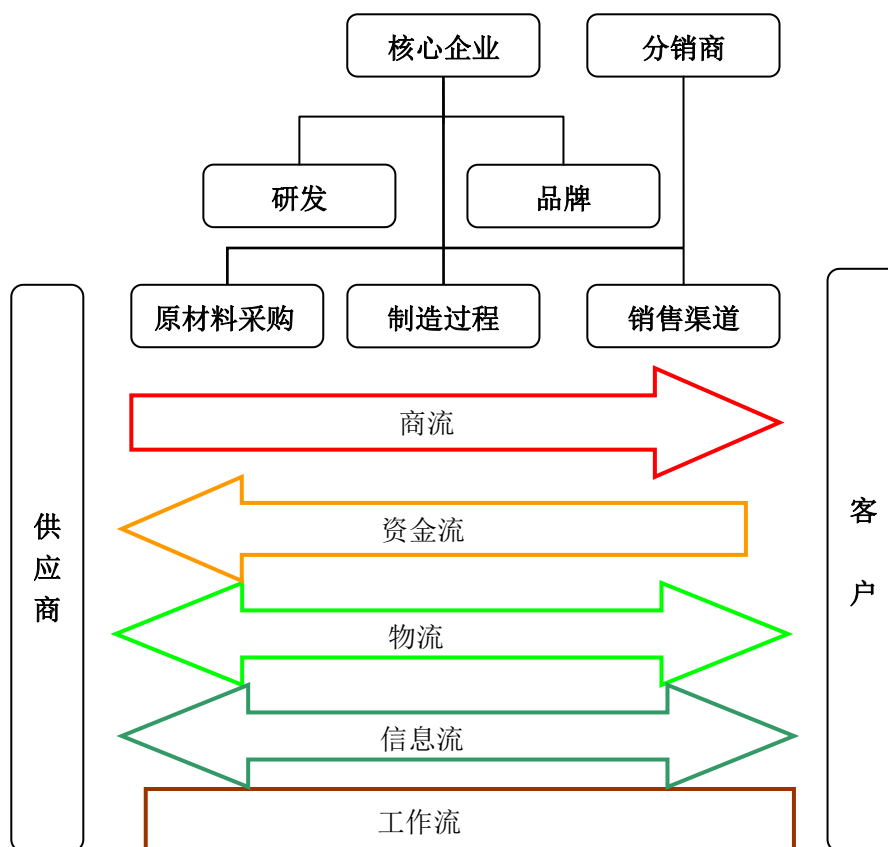 核心企业
分销商
研发
品牌
原材料采购
制造过程
销售渠道
商流
资金流
物流
信息流
工作流
供
应
商
客
户